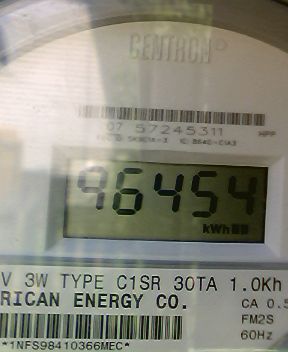 CENTRON®
07 57245311 HPP
96454
kWh
V 3W TYPE C1SR 30TA 1.0Kh
RICAN ENERGY CO. CA 0.5
FM2S
60Hz
*1NFS98410366MEC*